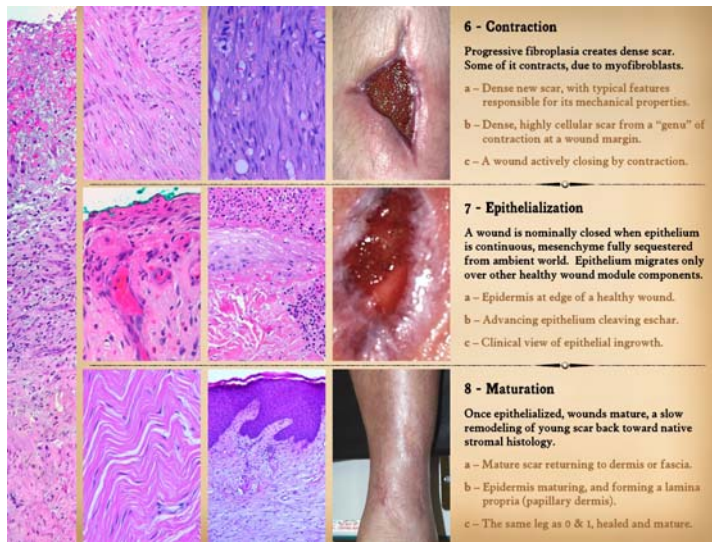 6 - Contraction
Progressive fibroplasia creates dense scar.
Some of it contracts, due to myofibroblasts.
a – Dense new scar, with typical features
responsible for its mechanical properties.
b – Dense, highly cellular scar from a “genu” of
contraction at a wound margin.
c – A wound actively closing by contraction.
7 - Epithelialization
A wound is nominally closed when epithelium
is continuous, mesenchyme fully sequestered
from ambient world. Epithelium migrates only
over other healthy wound module components.
a – Epidermis at edge of a healthy wound.
b – Advancing epithelium cleaving eschar.
c – Clinical view of epithelial ingrowth.
8 - Maturation
Once epithelialized, wounds mature, a slow
remodeling of young scar back toward native
stromal histology.
a – Mature scar returning to dermis or fascia.
b – Epidermis maturing, and forming a lamina
propria (papillary dermis).
c – The same leg as 0 & 1, healed and mature.